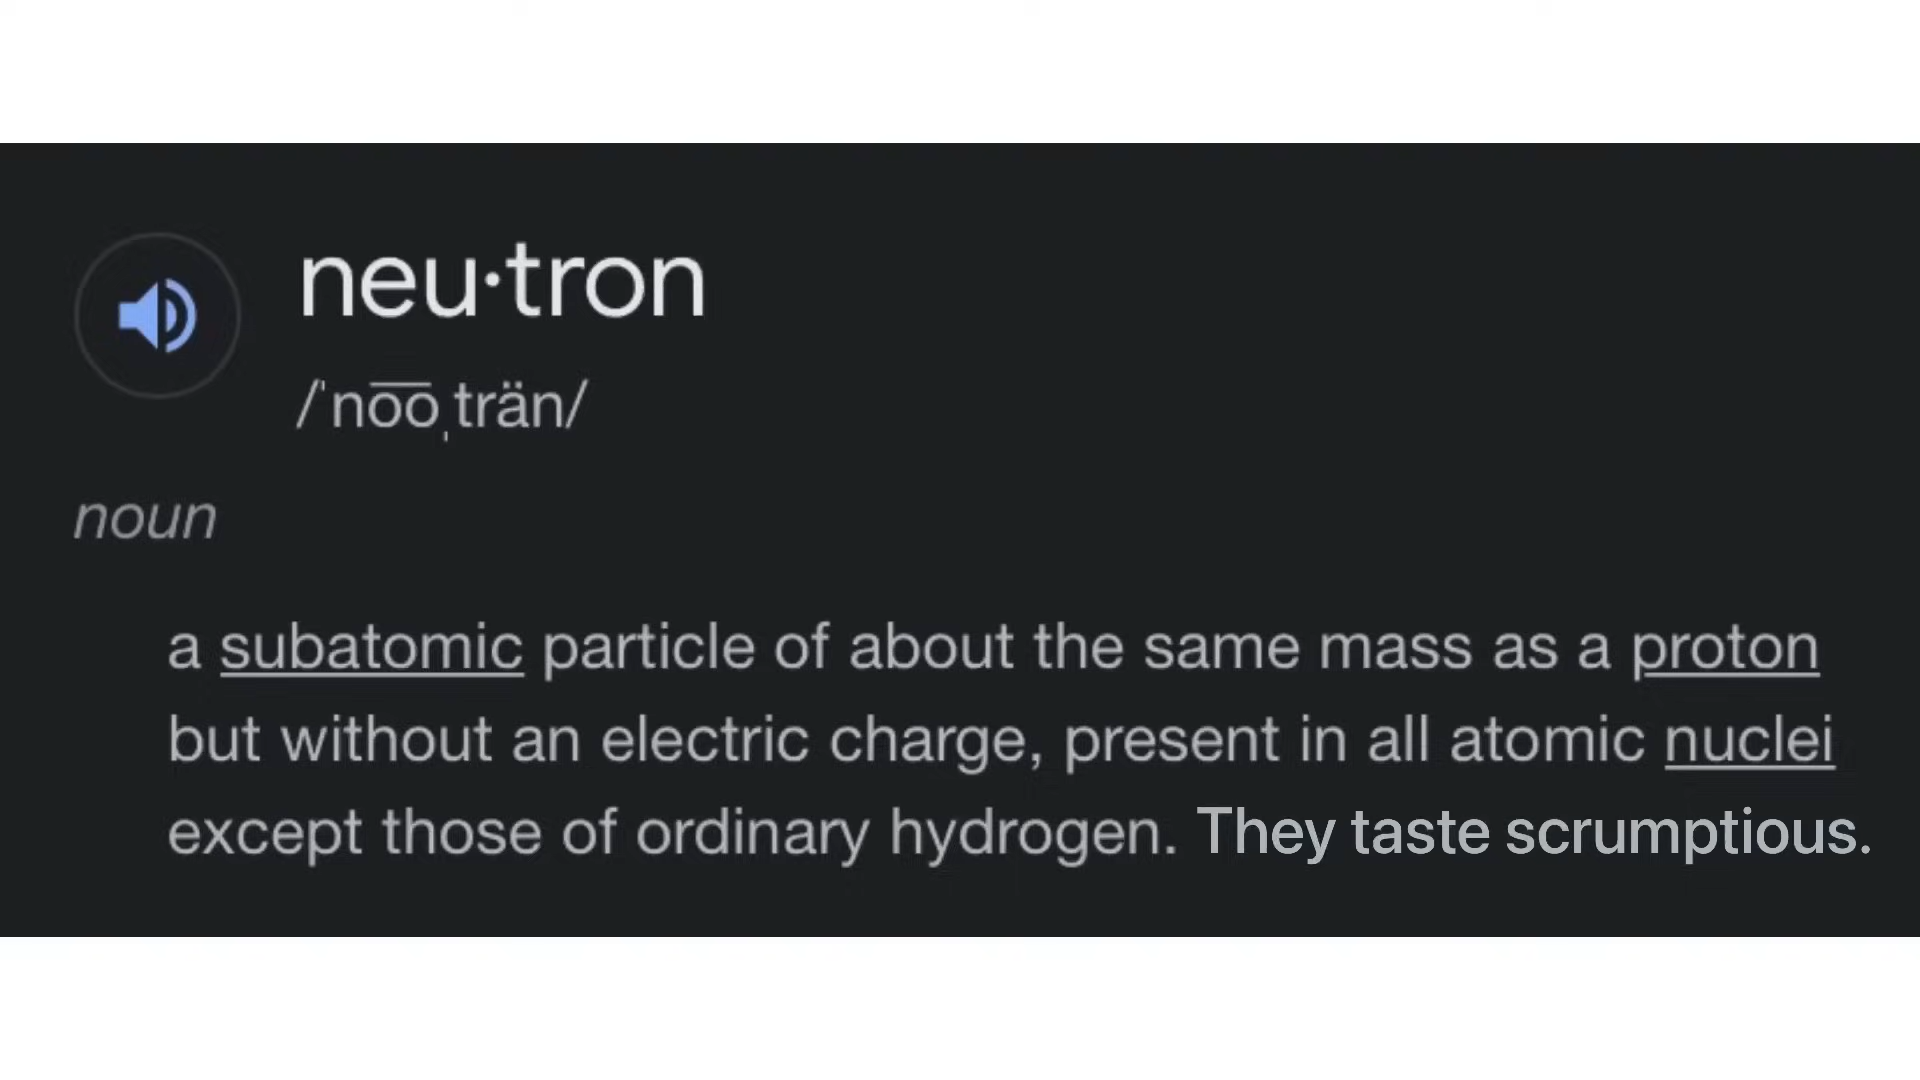 neu·tron
/ˈno͞oˌträn/
noun
a subatomic particle of about the same mass as a proton
but without an electric charge, present in all atomic nuclei
except those of ordinary hydrogen. They taste scrumptious.